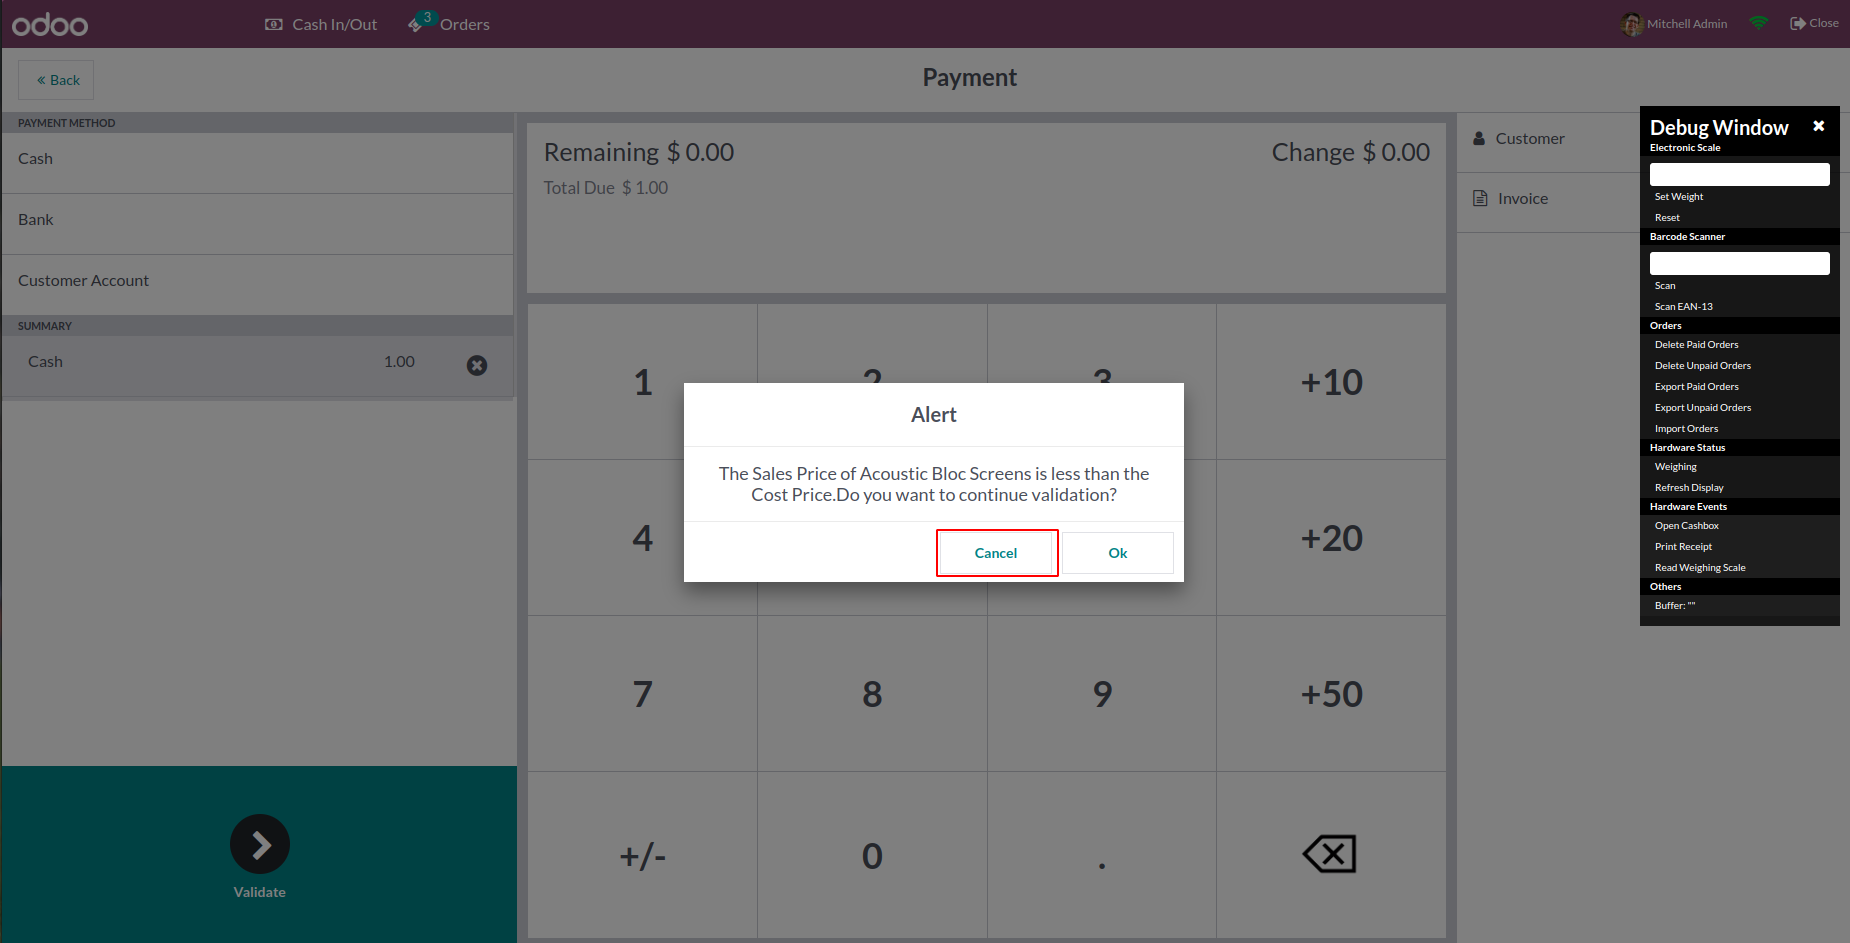 odoo
Cash In/Out
3
Orders
Mitchell Admin
Close
« Back
Payment
PAYMENT METHOD
Cash
Bank
Customer Account
SUMMARY
Cash 1.00
Validate
Remaining $ 0.00
Change $ 0.00
Total Due $ 1.00
1 2 3 +10
4 +20
7 8 9 +50
+/- 0 .
Alert
The Sales Price of Acoustic Bloc Screens is less than the
Cost Price.Do you want to continue validation?
Cancel Ok
Customer
Invoice
Debug Window
Electronic Scale
Set Weight
Reset
Barcode Scanner
Scan
Scan EAN-13
Orders
Delete Paid Orders
Delete Unpaid Orders
Export Paid Orders
Export Unpaid Orders
Import Orders
Hardware Status
Weighing
Refresh Display
Hardware Events
Open Cashbox
Print Receipt
Read Weighing Scale
Others
Buffer: ""